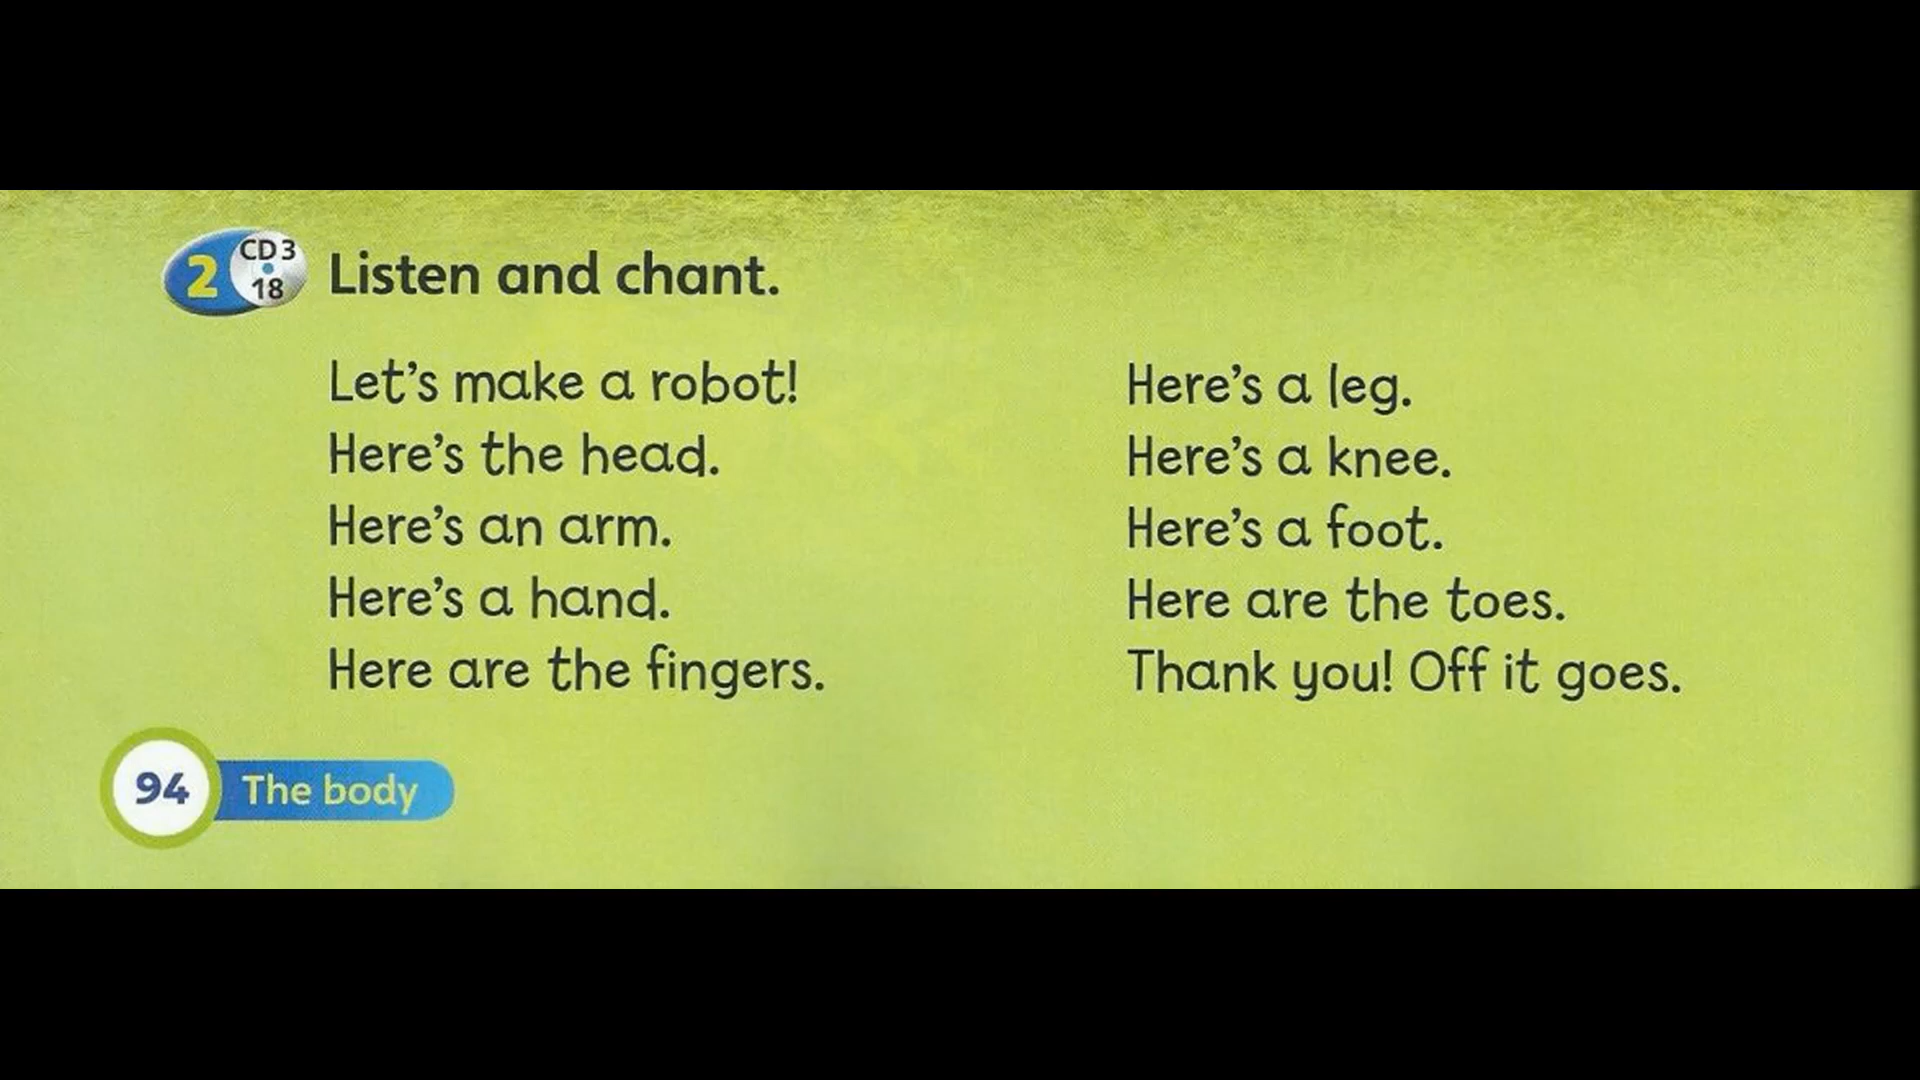 2 CD 3 18 Listen and chant.
Let's make a robot!
Here's the head.
Here's an arm.
Here's a hand.
Here are the fingers.
Here's a leg.
Here's a knee.
Here's a foot.
Here are the toes.
Thank you! Off it goes.
94 The body